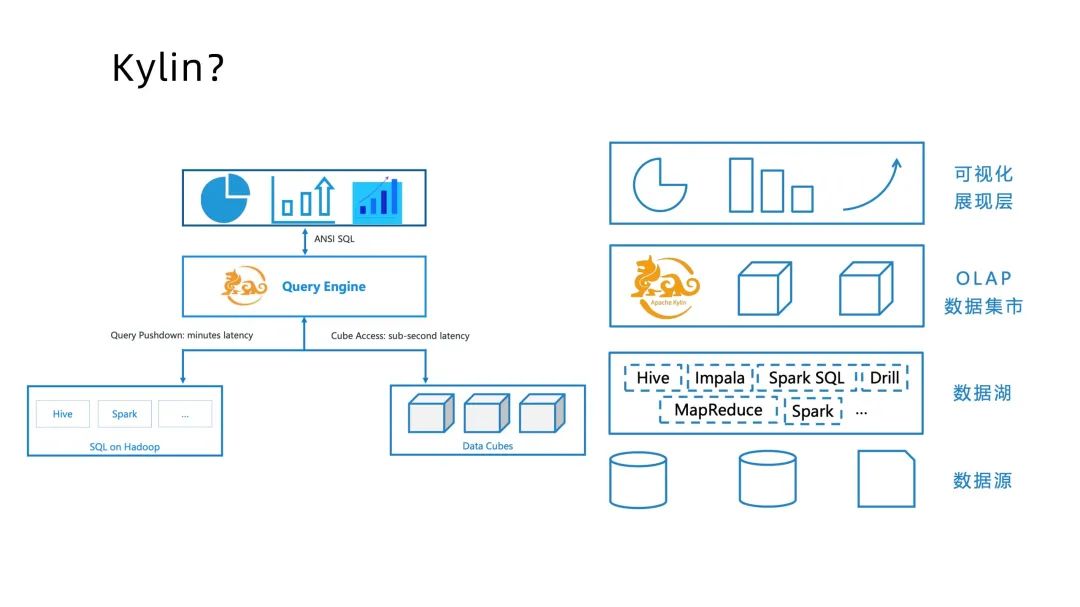 Kylin?
ANSI SQL
Query Engine
Query Pushdown: minutes latency
Cube Access: sub-second latency
Hive
Spark
...
SQL on Hadoop
Data Cubes
可视化
展现层
Apache Kylin
OLAP
数据集市
Hive
Impala
Spark SQL
Drill
MapReduce
Spark
...
数据湖
数据源